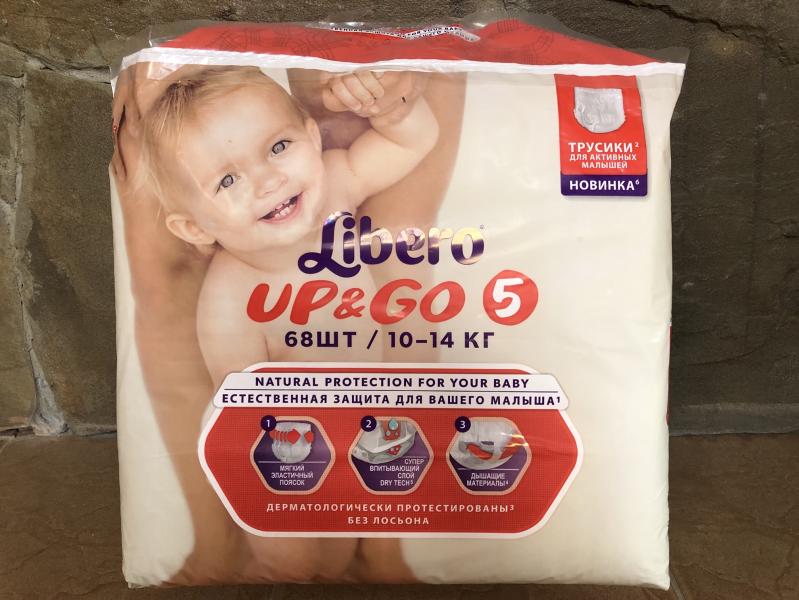 ТРУСИКИ²
ДЛЯ АКТИВНЫХ
МАЛЫШЕЙ
НОВИНКА⁶
Libero
UP&GO 5
68ШТ / 10–14 КГ
NATURAL PROTECTION FOR YOUR BABY
ЕСТЕСТВЕННАЯ ЗАЩИТА ДЛЯ ВАШЕГО МАЛЫША¹
1 2 3
МЯГКИЙ
ЭЛАСТИЧНЫЙ
ПОЯСОК
СУПЕР
ВПИТЫВАЮЩИЙ
СЛОЙ
DRY TECH⁵
ДЫШАЩИЕ
МАТЕРИАЛЫ⁴
ДЕРМАТОЛОГИЧЕСКИ ПРОТЕСТИРОВАНЫ³
БЕЗ ЛОСЬОНА